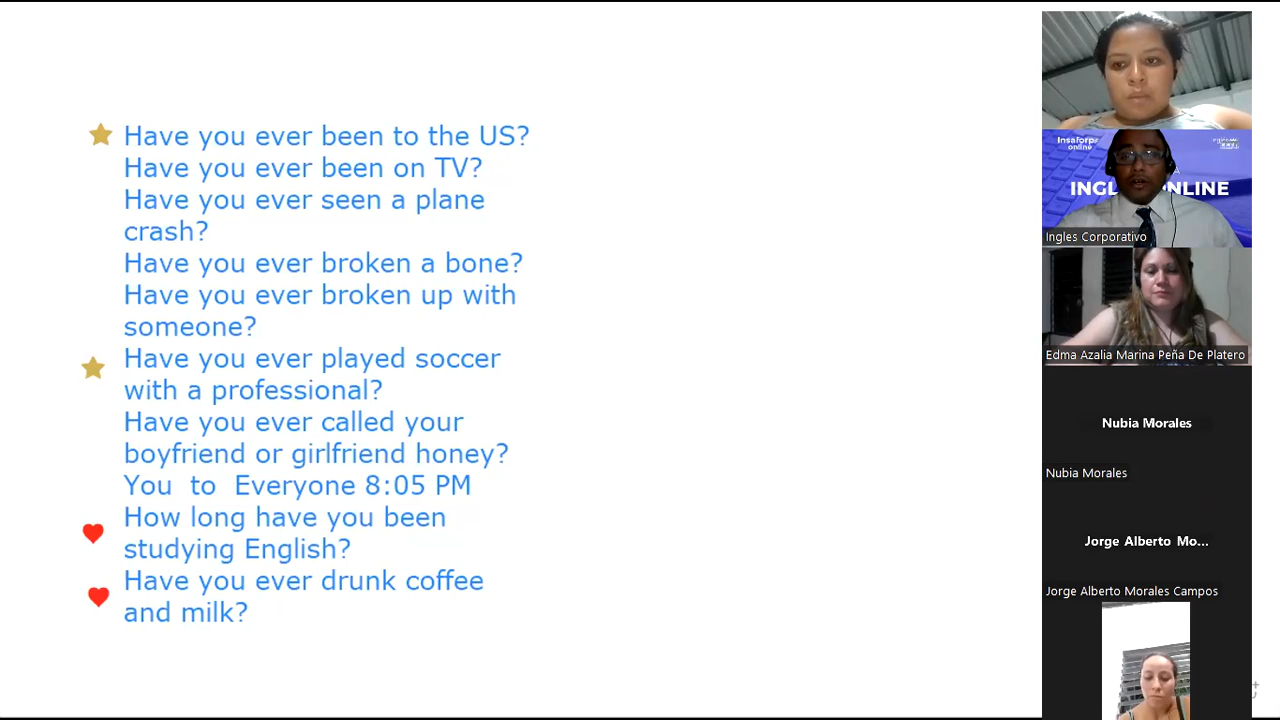 Have you ever been to the US?
Have you ever been on TV?
Have you ever seen a plane
crash?
Have you ever broken a bone?
Have you ever broken up with
someone?
Have you ever played soccer
with a professional?
Have you ever called your
boyfriend or girlfriend honey?
You to Everyone 8:05 PM
How long have you been
studying English?
Have you ever drunk coffee
and milk?
Insaforp
online
Ingles Corporativo
Edma Azalia Marina Peña De Platero
Nubia Morales
Nubia Morales
Jorge Alberto Mo...
Jorge Alberto Morales Campos